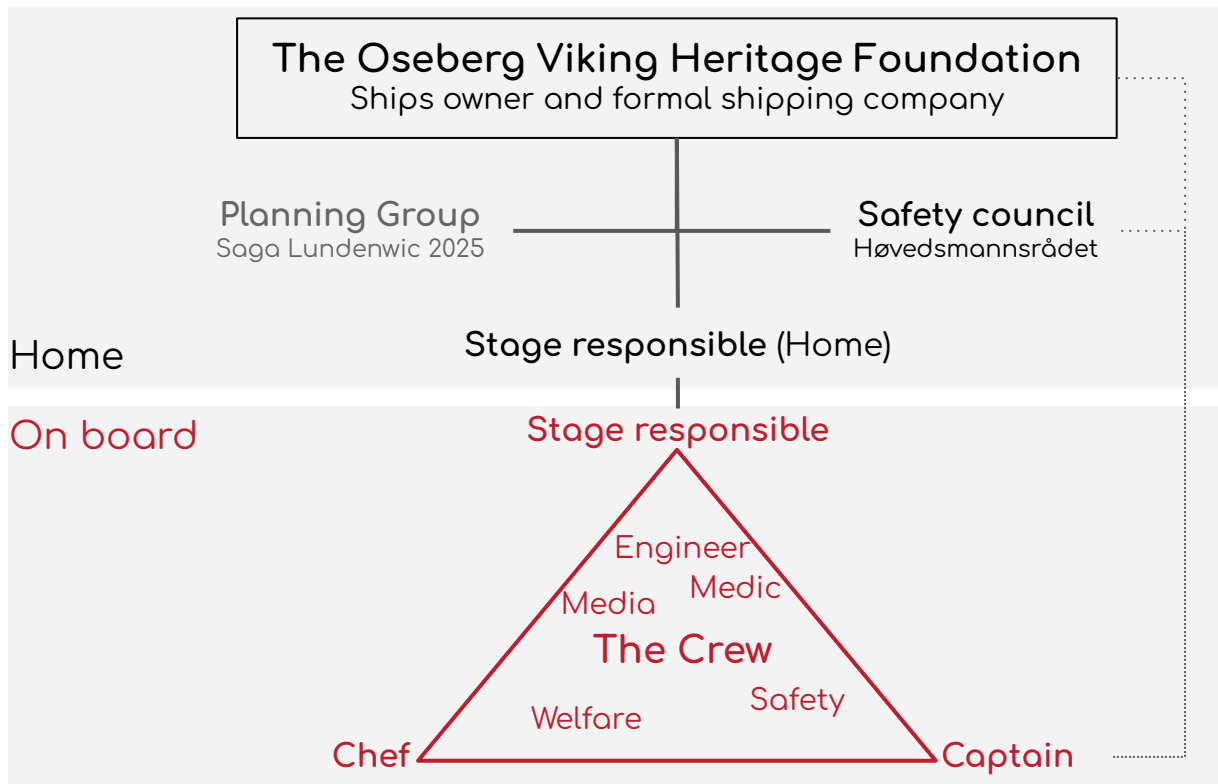 The Oseberg Viking Heritage Foundation
Ships owner and formal shipping company
Planning Group
Saga Lundenwic 2025
Safety council
Høvedsmannsrådet
Home
Stage responsible (Home)
On board
Stage responsible
Engineer
Medic
Media
The Crew
Safety
Welfare
Chef
Captain